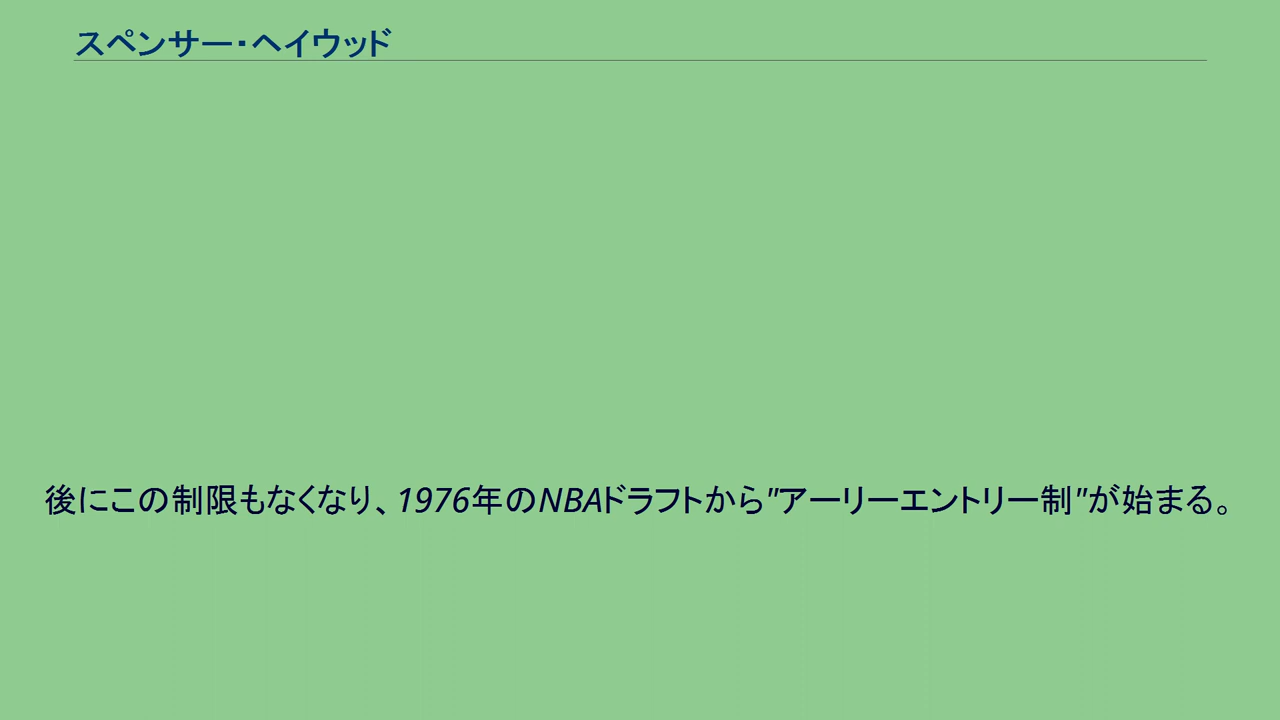 スペンサー・ヘイウッド
後にこの制限もなくなり、1976年のNBAドラフトから"アーリーエントリー制"が始まる。